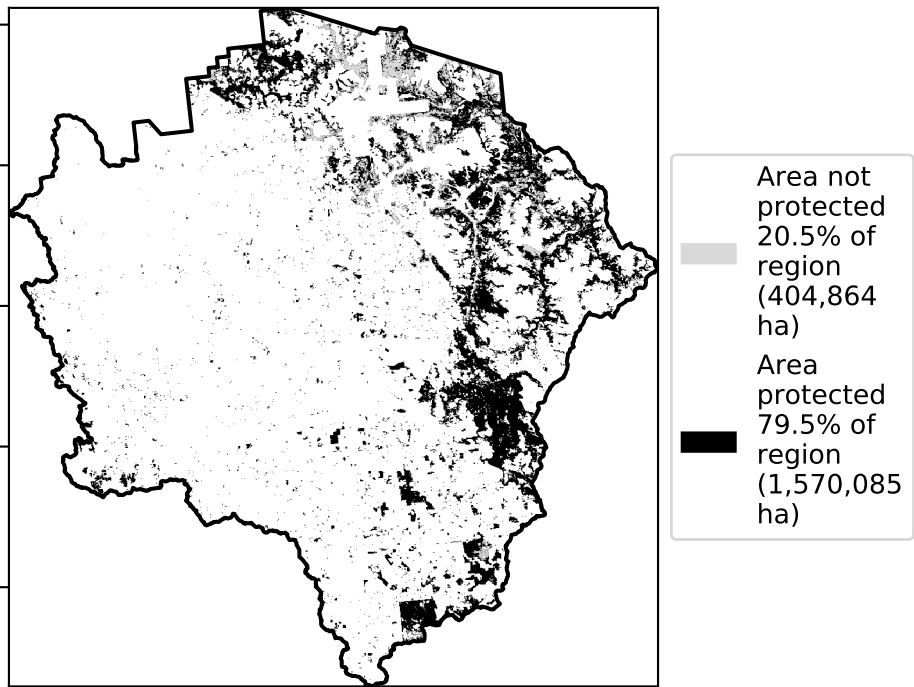 Area not
protected
20.5% of
region
(404,864
ha)
Area
protected
79.5% of
region
(1,570,085
ha)